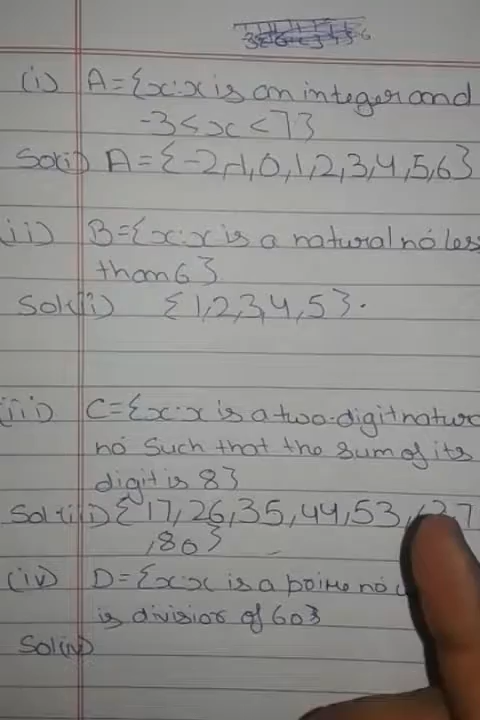 (i) A={x:x is an integer and
-3<x<7}
Sol(i) A={-2,-1,0,1,2,3,4,5,6}
(ii) B={x:x is a natural no less
than 6}
Sol(ii) {1,2,3,4,5}.
(iii) C={x:x is a two-digit natural
no such that the sum of its
digit is 8}
Sol(iii) {17,26,35,44,53,
,80}
(iv) D={x:x is a prime no
is divisior of 60}
Sol(iv)